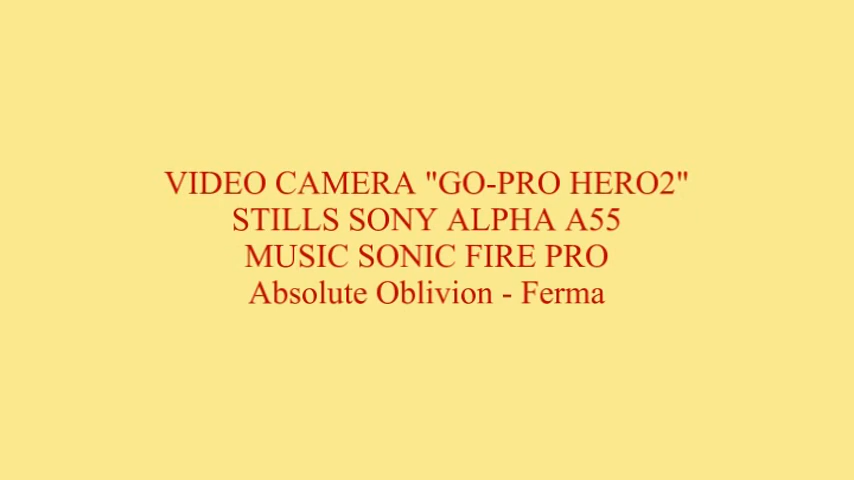 VIDEO CAMERA "GO-PRO HERO2"
STILLS SONY ALPHA A55
MUSIC SONIC FIRE PRO
Absolute Oblivion - Ferma